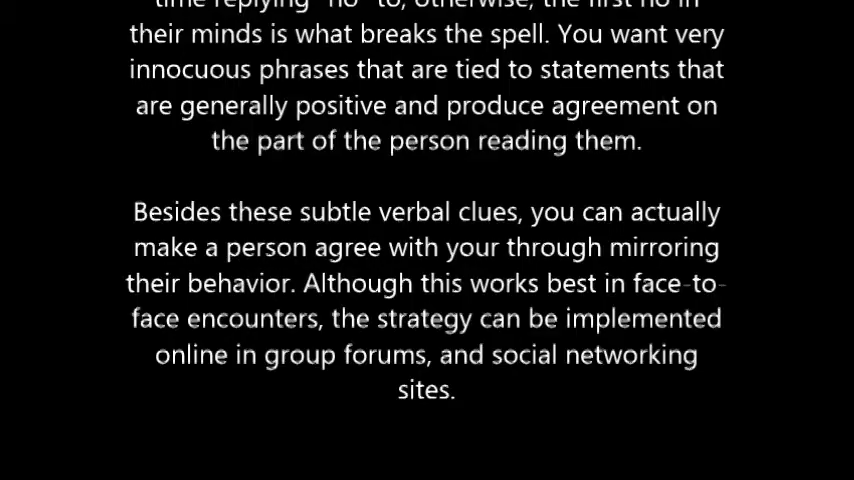 time replying "no" to, otherwise, the first no in
their minds is what breaks the spell. You want very
innocuous phrases that are tied to statements that
are generally positive and produce agreement on
the part of the person reading them.
Besides these subtle verbal clues, you can actually
make a person agree with your through mirroring
their behavior. Although this works best in face-to-
face encounters, the strategy can be implemented
online in group forums, and social networking
sites.